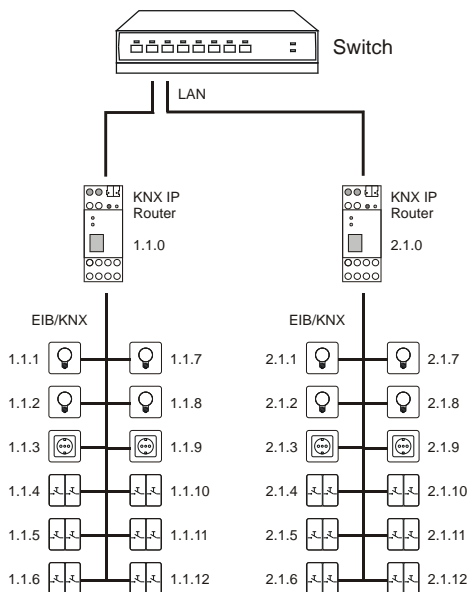 Switch
LAN
KNX IP
Router
1.1.0
KNX IP
Router
2.1.0
EIB/KNX
EIB/KNX
1.1.1 1.1.7 2.1.1 2.1.7
1.1.2 1.1.8 2.1.2 2.1.8
1.1.3 1.1.9 2.1.3 2.1.9
1.1.4 1.1.10 2.1.4 2.1.10
1.1.5 1.1.11 2.1.5 2.1.11
1.1.6 1.1.12 2.1.6 2.1.12